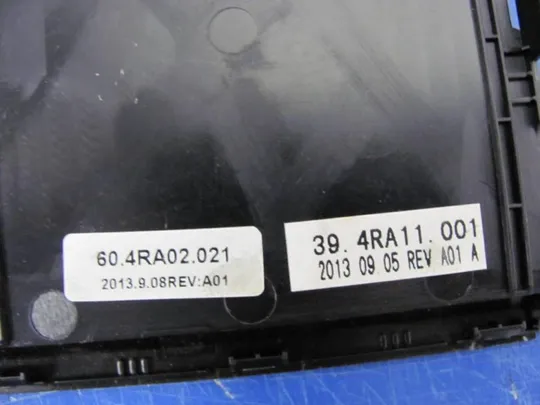 60.4RA02.021
2013.9.08REV:A01
39. 4RA11. 001
2013 09 05 REV A01 A